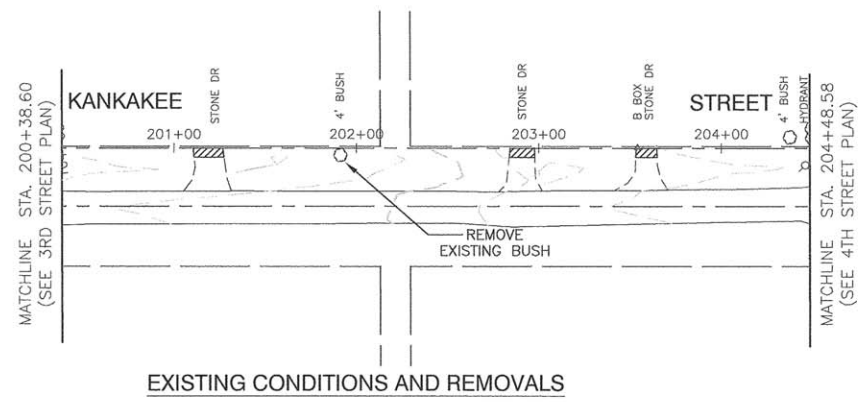 MATCHLINE STA. 200+38.60
(SEE 3RD STREET PLAN)
KANKAKEE
STONE DR
4' BUSH
STONE DR
B BOX
STONE DR
STREET
4' BUSH
HYDRANT
201+00
202+00
203+00
204+00
REMOVE
EXISTING BUSH
MATCHLINE STA. 204+48.58
(SEE 4TH STREET PLAN)
EXISTING CONDITIONS AND REMOVALS